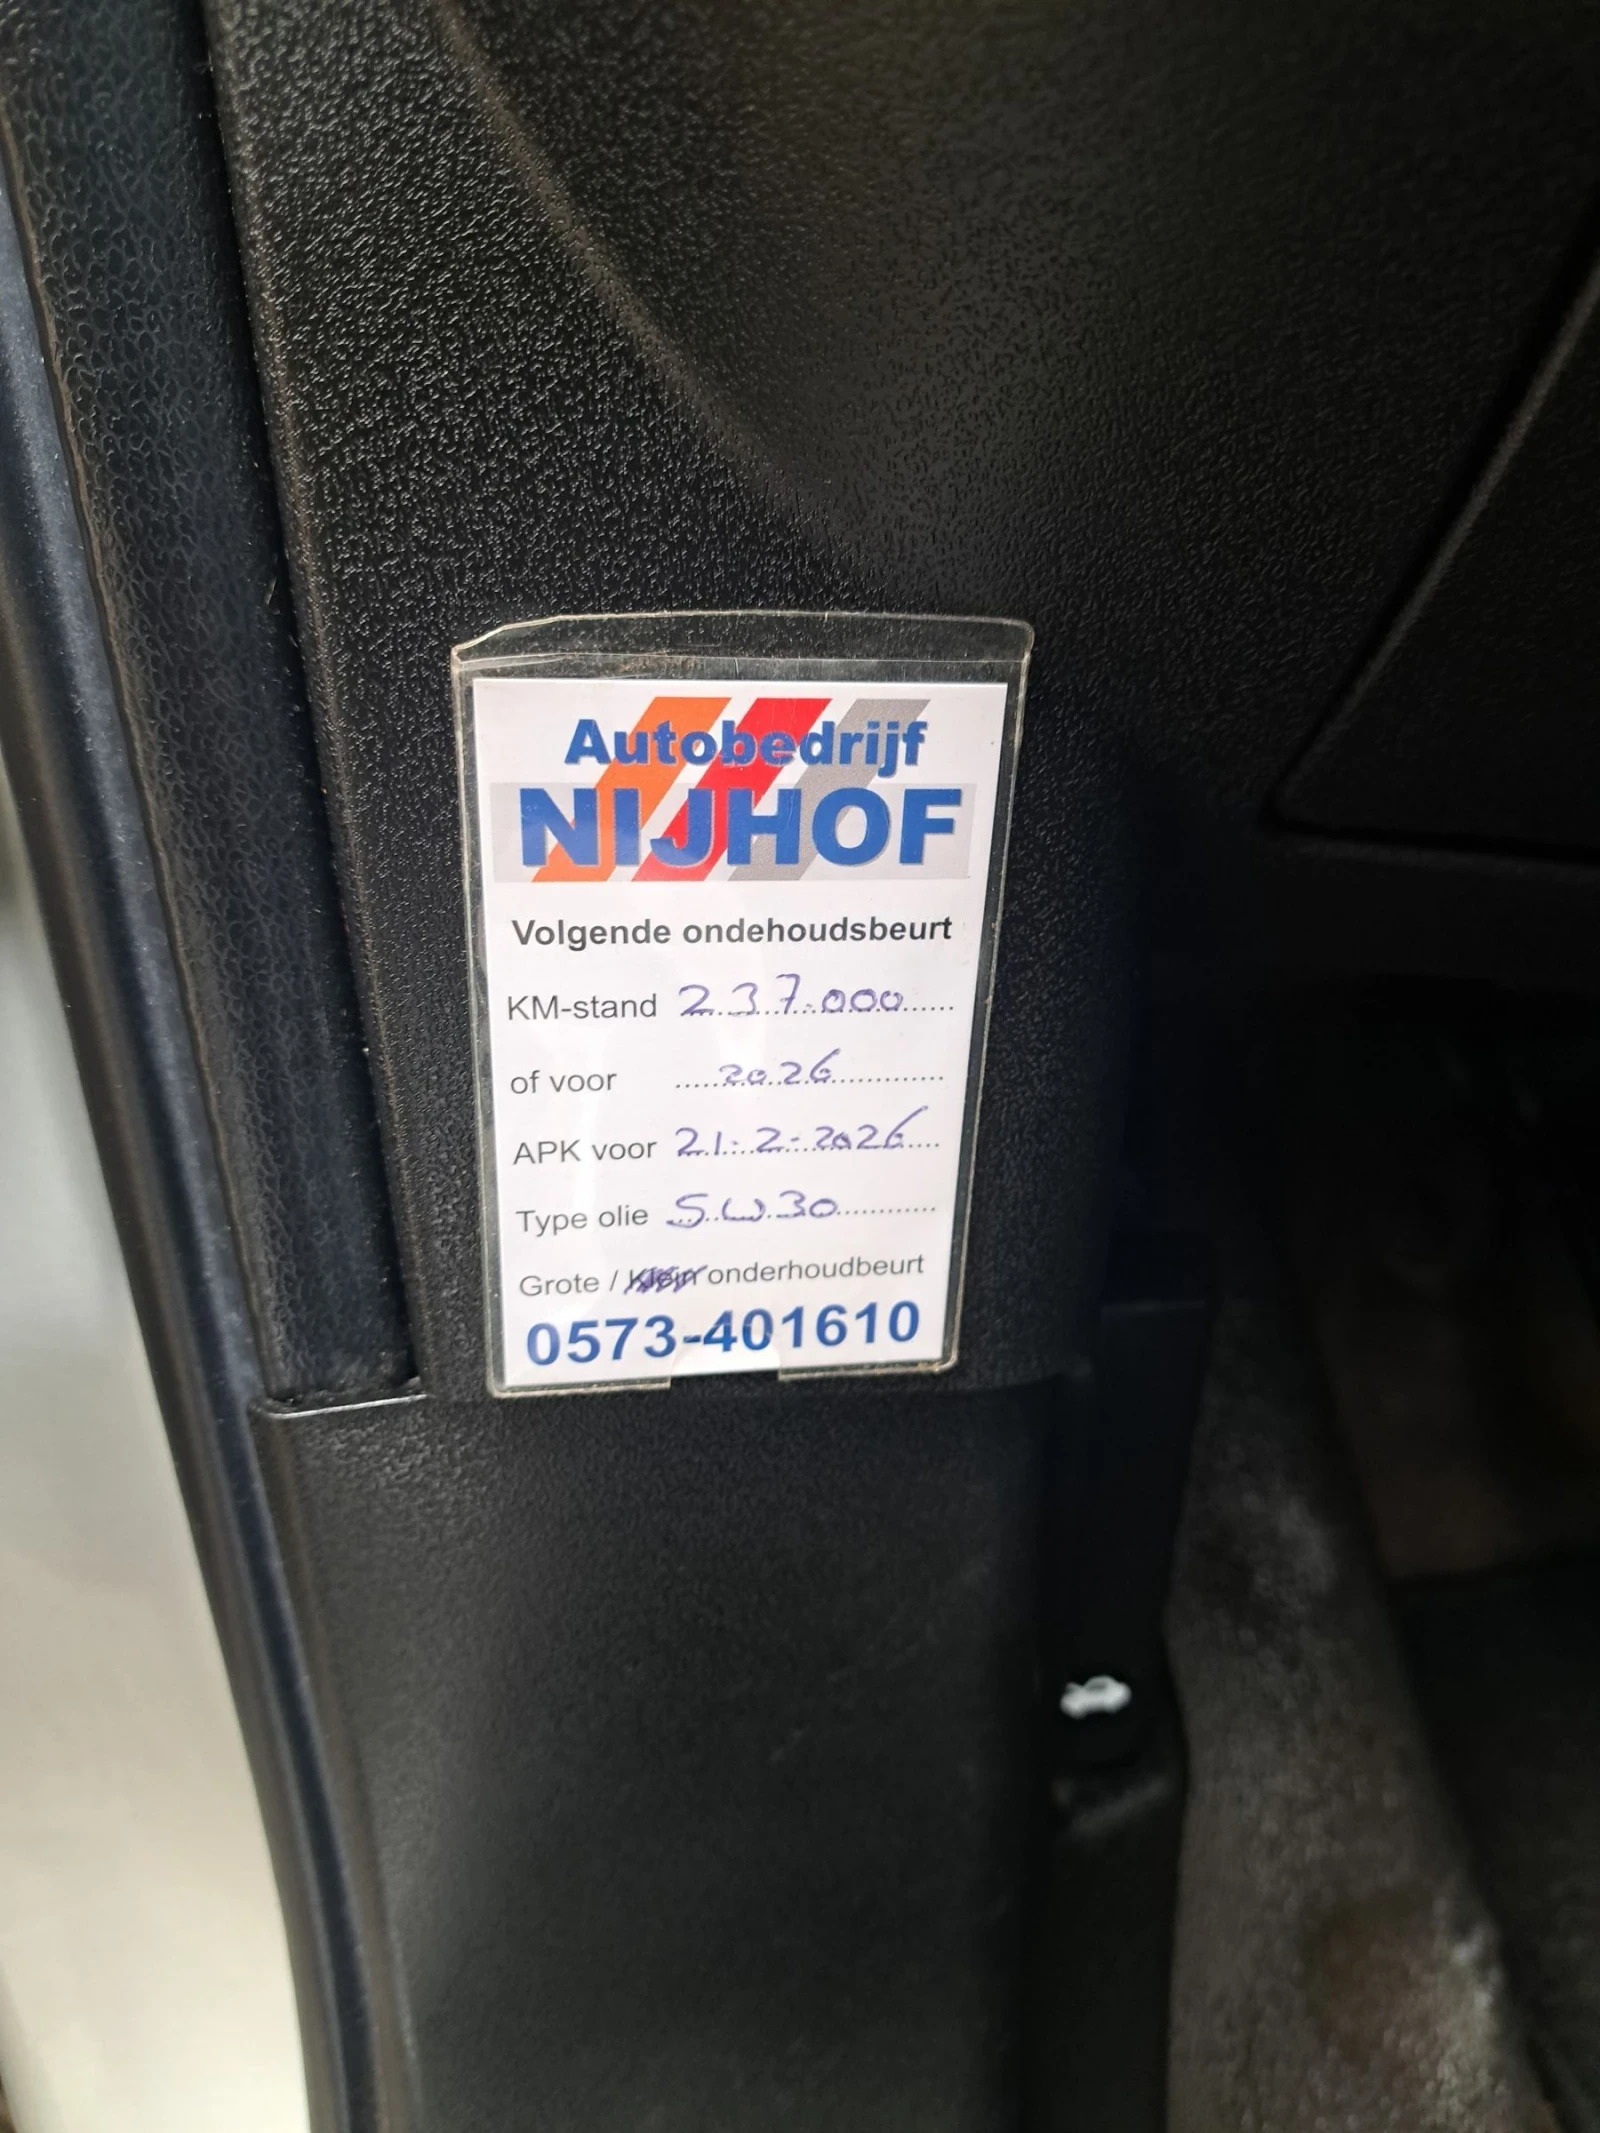 Autobedrijf
NIJHOF
Volgende ondehoudsbeurt
KM-stand 237.000
of voor 2026
APK voor 21-2-2026
Type olie 5W30
Grote / Klein onderhoudbeurt
0573-401610